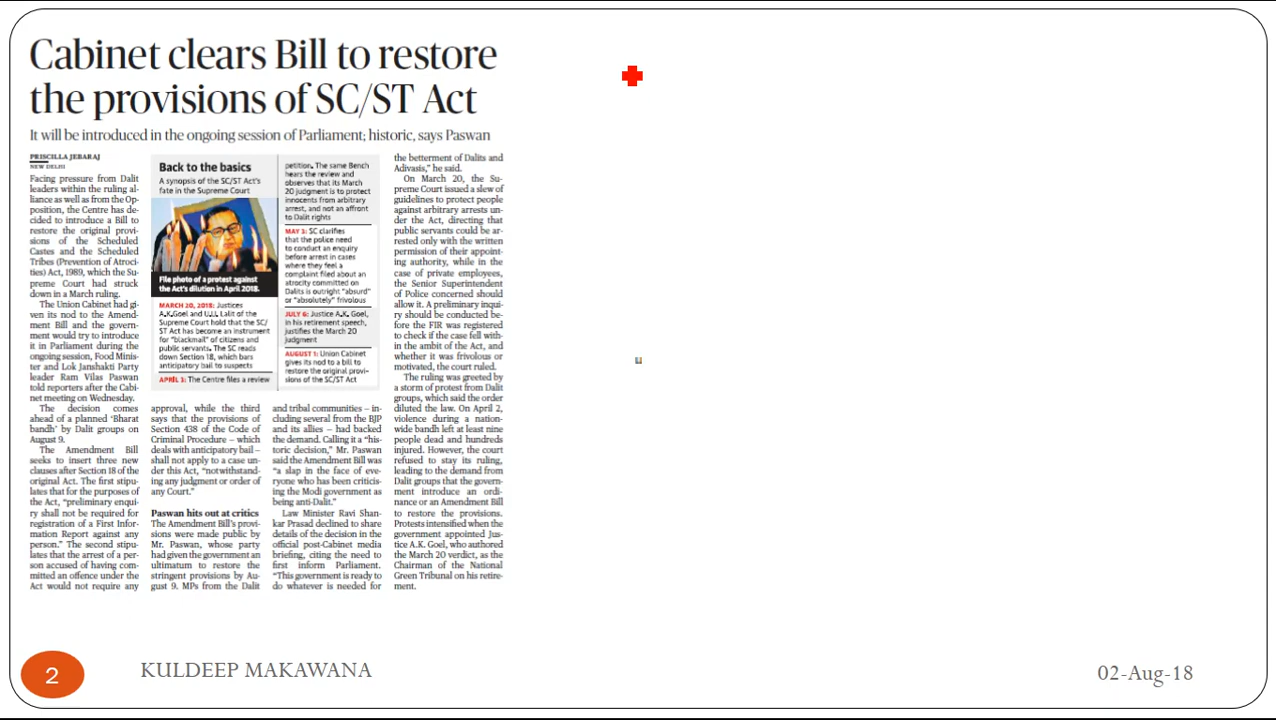 Cabinet clears Bill to restore
the provisions of SC/ST Act
It will be introduced in the ongoing session of Parliament; historic, says Paswan
PRISCILLA JEBARAJ
NEW DELHI
Facing pressure from Dalit
leaders within the ruling al-
liance as well as from the Op-
position, the Centre has de-
cided to introduce a Bill to
restore the original provi-
sions of the Scheduled
Castes and the Scheduled
Tribes (Prevention of Atroci-
ties) Act, 1989, which the Su-
preme Court had struck
down in a March ruling.
The Union Cabinet had gi-
ven its nod to the Amend-
ment Bill and the govern-
ment would try to introduce
it in Parliament during the
ongoing session, Food Minis-
ter and Lok Janshakti Party
leader Ram Vilas Paswan
told reporters after the Cabi-
net meeting on Wednesday.
The decision comes
ahead of a planned ‘Bharat
bandh’ by Dalit groups on
August 9.
The Amendment Bill
seeks to insert three new
clauses after Section 18 of the
original Act. The first stipu-
lates that for the purposes of
the Act, “preliminary enqui-
ry shall not be required for
registration of a First Infor-
mation Report against any
person.” The second stipu-
lates that the arrest of a per-
son accused of having com-
mitted an offence under the
Act would not require any
Back to the basics
A synopsis of the SC/ST Act's
fate in the Supreme Court
File photo of a protest against
the Act's dilution in April 2018.
MARCH 20, 2018: Justices
A.K.Goel and U.U. Lalit of the
Supreme Court hold that the SC/
ST Act has become an instrument
for "blackmail" of citizens and
public servants. The SC reads
down Section 18, which bars
anticipatory bail to suspects
APRIL 3: The Centre files a review
petition. The same Bench
hears the review and
observes that its March
20 judgment is to protect
innocents from arbitrary
arrest, and not an affront
to Dalit rights
MAY 3: SC clarifies
that the police need
to conduct an enquiry
before arrest in cases
where they feel a
complaint filed about an
atrocity committed on
Dalits is outright "absurd"
or "absolutely" frivolous
JULY 6: Justice A.K. Goel,
in his retirement speech,
justifies the March 20
judgment
AUGUST 1: Union Cabinet
gives its nod to a bill to
restore the original provi-
sions of the SC/ST Act
approval, while the third
says that the provisions of
Section 438 of the Code of
Criminal Procedure – which
deals with anticipatory bail –
shall not apply to a case un-
der this Act, “notwithstand-
ing any judgment or order of
any Court.”
Paswan hits out at critics
The Amendment Bill's provi-
sions were made public by
Mr. Paswan, whose party
had given the government an
ultimatum to restore the
stringent provisions by Au-
gust 9. MPs from the Dalit
and tribal communities – in-
cluding several from the BJP
and its allies – had backed
the demand. Calling it a “his-
toric decision,” Mr. Paswan
said the Amendment Bill was
“a slap in the face of eve-
ryone who has been criticis-
ing the Modi government as
being anti-Dalit.”
Law Minister Ravi Shan-
kar Prasad declined to share
details of the decision in the
official post-Cabinet media
briefing, citing the need to
first inform Parliament.
“This government is ready to
do whatever is needed for
the betterment of Dalits and
Adivasis,” he said.
On March 20, the Su-
preme Court issued a slew of
guidelines to protect people
against arbitrary arrests un-
der the Act, directing that
public servants could be ar-
rested only with the written
permission of their appoint-
ing authority, while in the
case of private employees,
the Senior Superintendent
of Police concerned should
allow it. A preliminary inqui-
ry should be conducted be-
fore the FIR was registered
to check if the case fell with-
in the ambit of the Act, and
whether it was frivolous or
motivated, the court ruled.
The ruling was greeted by
a storm of protest from Dalit
groups, which said the order
diluted the law. On April 2,
violence during a nation-
wide bandh left at least nine
people dead and hundreds
injured. However, the court
refused to stay its ruling,
leading to the demand from
Dalit groups that the govern-
ment introduce an ordi-
nance or an Amendment Bill
to restore the provisions.
Protests intensified when the
government appointed Jus-
tice A.K. Goel, who authored
the March 20 verdict, as the
Chairman of the National
Green Tribunal on his retire-
ment.
2
KULDEEP MAKAWANA
02-Aug-18